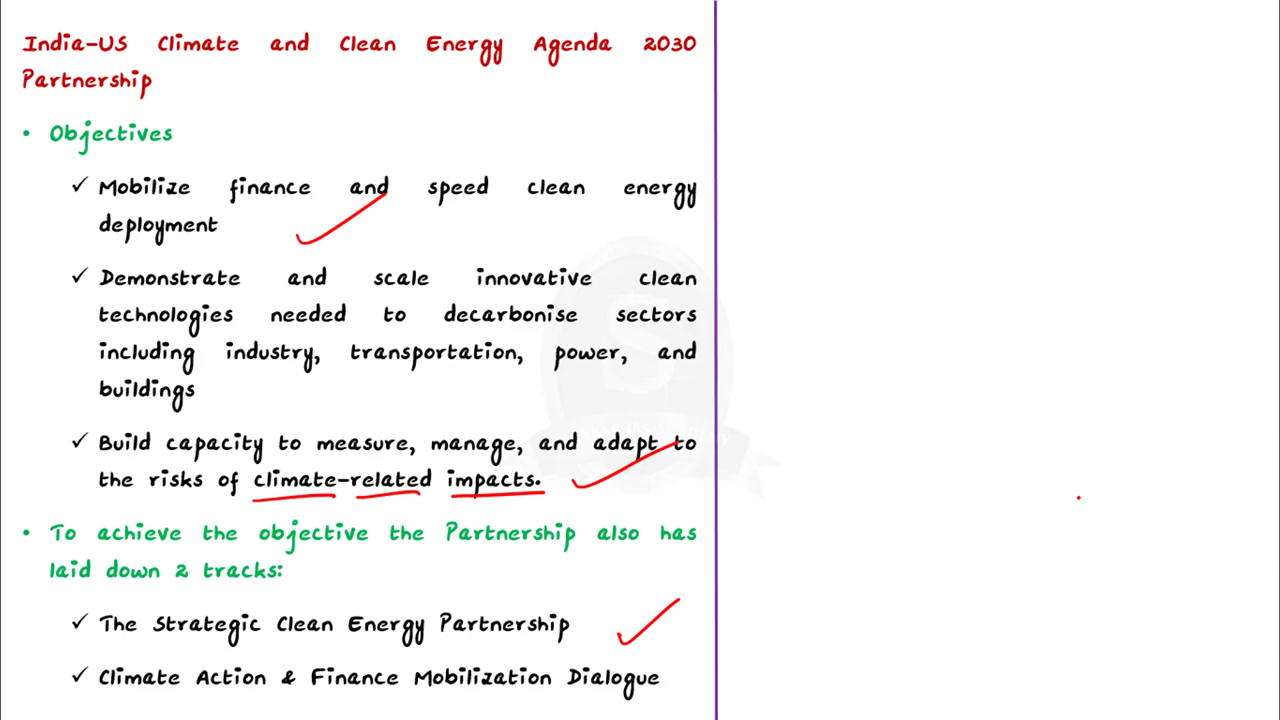 India-US Climate and Clean Energy Agenda 2030
Partnership
• Objectives
✓ Mobilize finance and speed clean energy
deployment
✓ Demonstrate and scale innovative clean
technologies needed to decarbonise sectors
including industry, transportation, power, and
buildings
✓ Build capacity to measure, manage, and adapt to
the risks of climate-related impacts.
• To achieve the objective the Partnership also has
laid down 2 tracks:
✓ The Strategic Clean Energy Partnership
✓ Climate Action & Finance Mobilization Dialogue